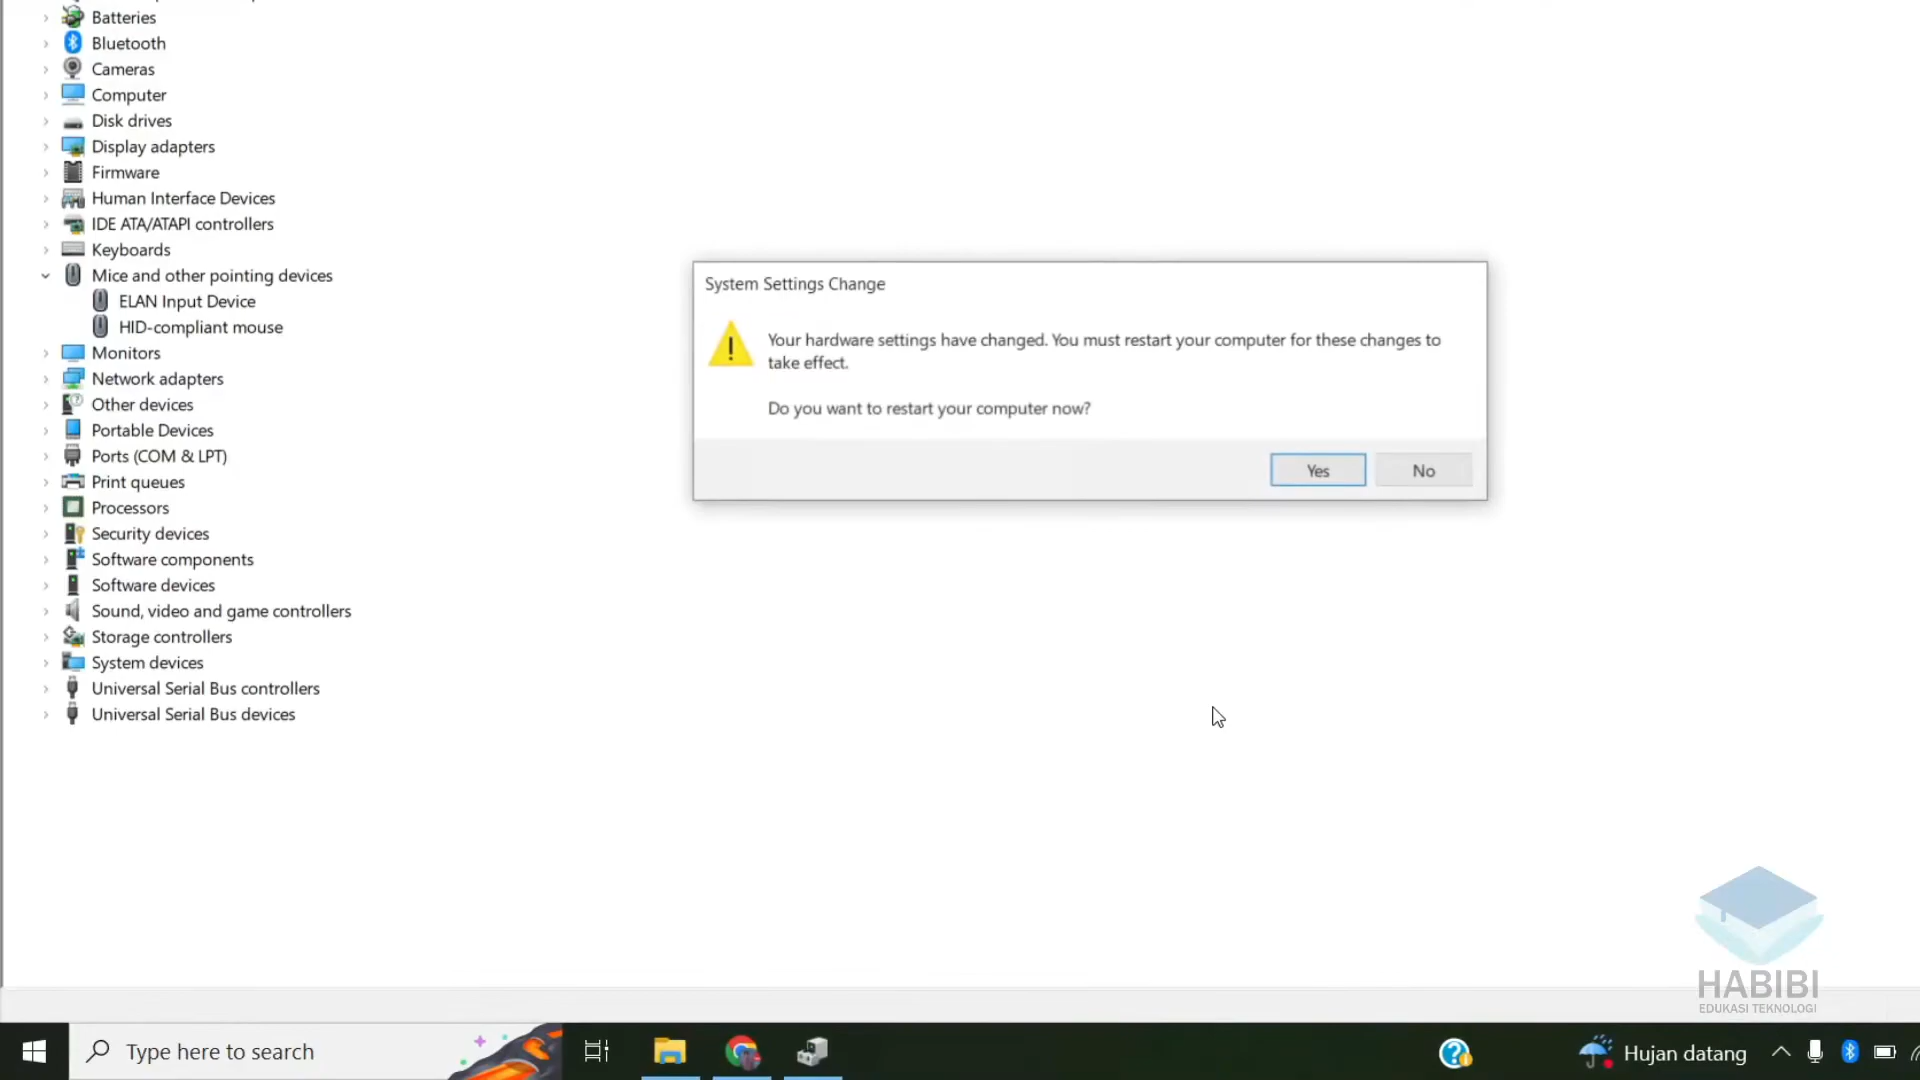 Batteries
Bluetooth
Cameras
Computer
Disk drives
Display adapters
Firmware
Human Interface Devices
IDE ATA/ATAPI controllers
Keyboards
Mice and other pointing devices
ELAN Input Device
HID-compliant mouse
Monitors
Network adapters
Other devices
Portable Devices
Ports (COM & LPT)
Print queues
Processors
Security devices
Software components
Software devices
Sound, video and game controllers
Storage controllers
System devices
Universal Serial Bus controllers
Universal Serial Bus devices
System Settings Change
Your hardware settings have changed. You must restart your computer for these changes to
take effect.
Do you want to restart your computer now?
Yes
No
HABIBI
EDUKASI TEKNOLOGI
Type here to search
Hujan datang